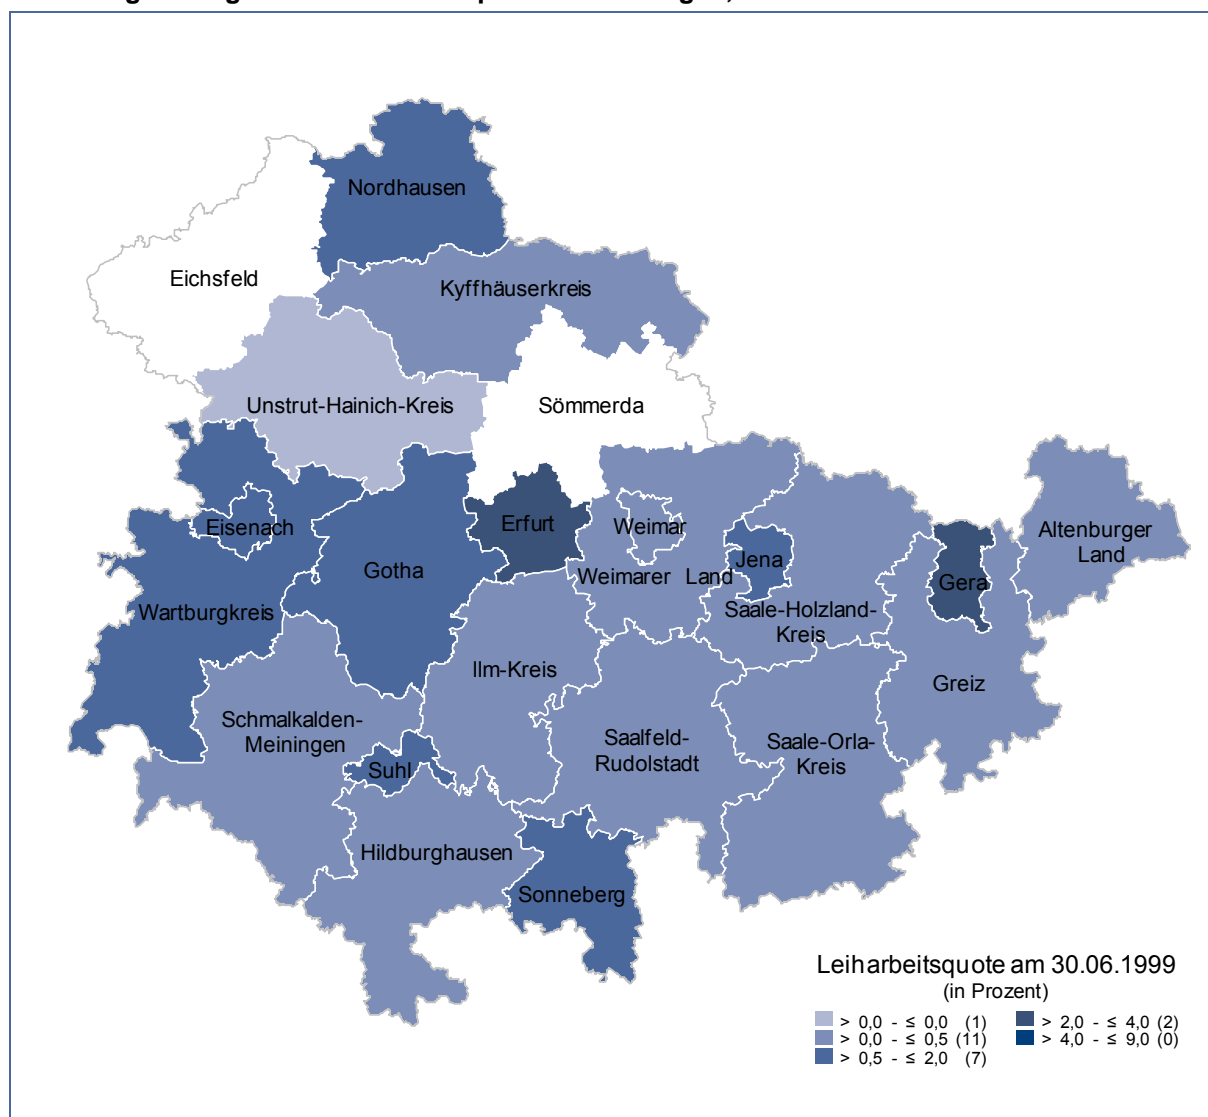 Nordhausen
Eichsfeld
Kyffhäuserkreis
Unstrut-Hainich-Kreis
Sömmerda
Eisenach
Erfurt
Weimar
Altenburger
Land
Gotha
Weimarer Land
Jena
Gera
Wartburgkreis
Saale-Holzland-
Kreis
Ilm-Kreis
Greiz
Schmalkalden-
Meiningen
Saalfeld-
Rudolstadt
Saale-Orla-
Kreis
Suhl
Hildburghausen
Sonneberg
Leiharbeitsquote am 30.06.1999
(in Prozent)
> 0,0 - ≤ 0,0 (1)
> 0,0 - ≤ 0,5 (11)
> 0,5 - ≤ 2,0 (7)
> 2,0 - ≤ 4,0 (2)
> 4,0 - ≤ 9,0 (0)